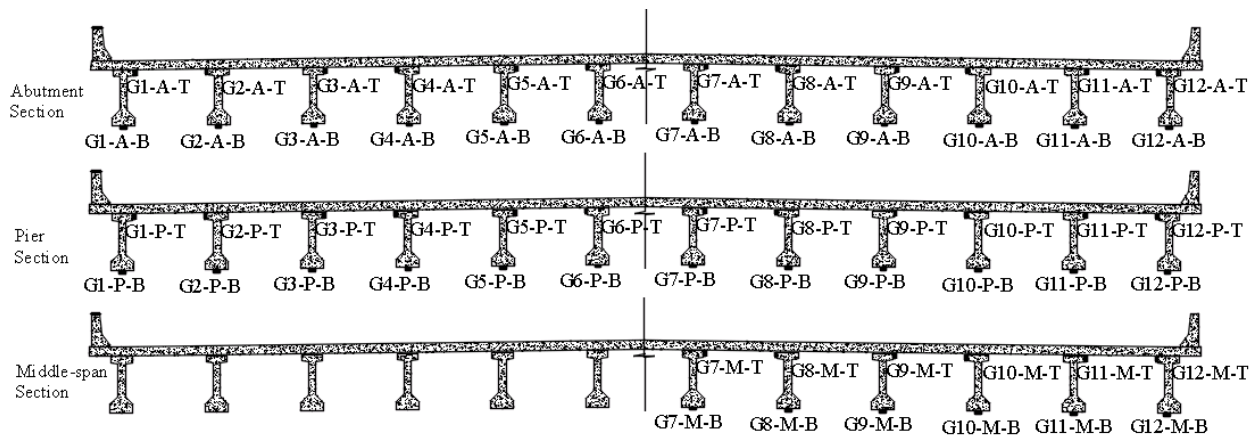 G1-A-T G2-A-T G3-A-T G4-A-T G5-A-T G6-A-T G7-A-T G8-A-T G9-A-T G10-A-T G11-A-T G12-A-T
Abutment
Section
G1-A-B G2-A-B G3-A-B G4-A-B G5-A-B G6-A-B G7-A-B G8-A-B G9-A-B G10-A-B G11-A-B G12-A-B
G1-P-T G2-P-T G3-P-T G4-P-T G5-P-T G6-P-T G7-P-T G8-P-T G9-P-T G10-P-T G11-P-T G12-P-T
Pier
Section
G1-P-B G2-P-B G3-P-B G4-P-B G5-P-B G6-P-B G7-P-B G8-P-B G9-P-B G10-P-B G11-P-B G12-P-B
G7-M-T G8-M-T G9-M-T G10-M-T G11-M-T G12-M-T
Middle-span
Section
G7-M-B G8-M-B G9-M-B G10-M-B G11-M-B G12-M-B